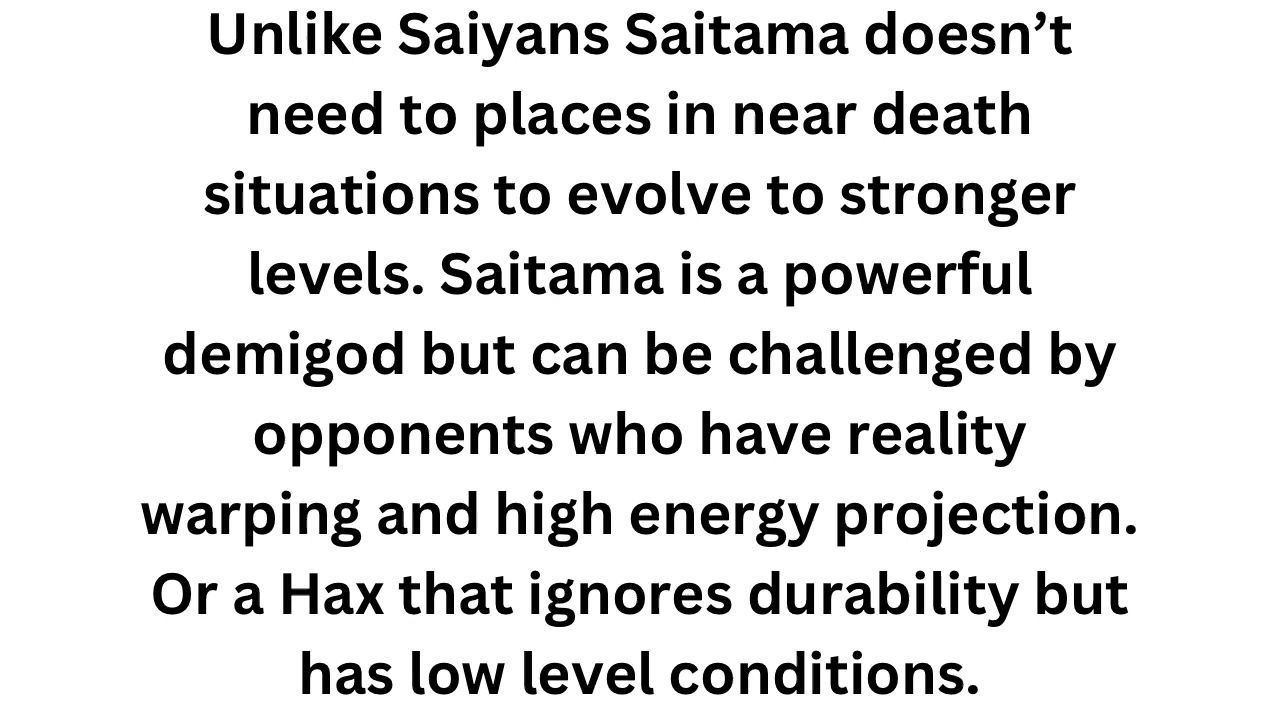 Unlike Saiyans Saitama doesn’t
need to places in near death
situations to evolve to stronger
levels. Saitama is a powerful
demigod but can be challenged by
opponents who have reality
warping and high energy projection.
Or a Hax that ignores durability but
has low level conditions.